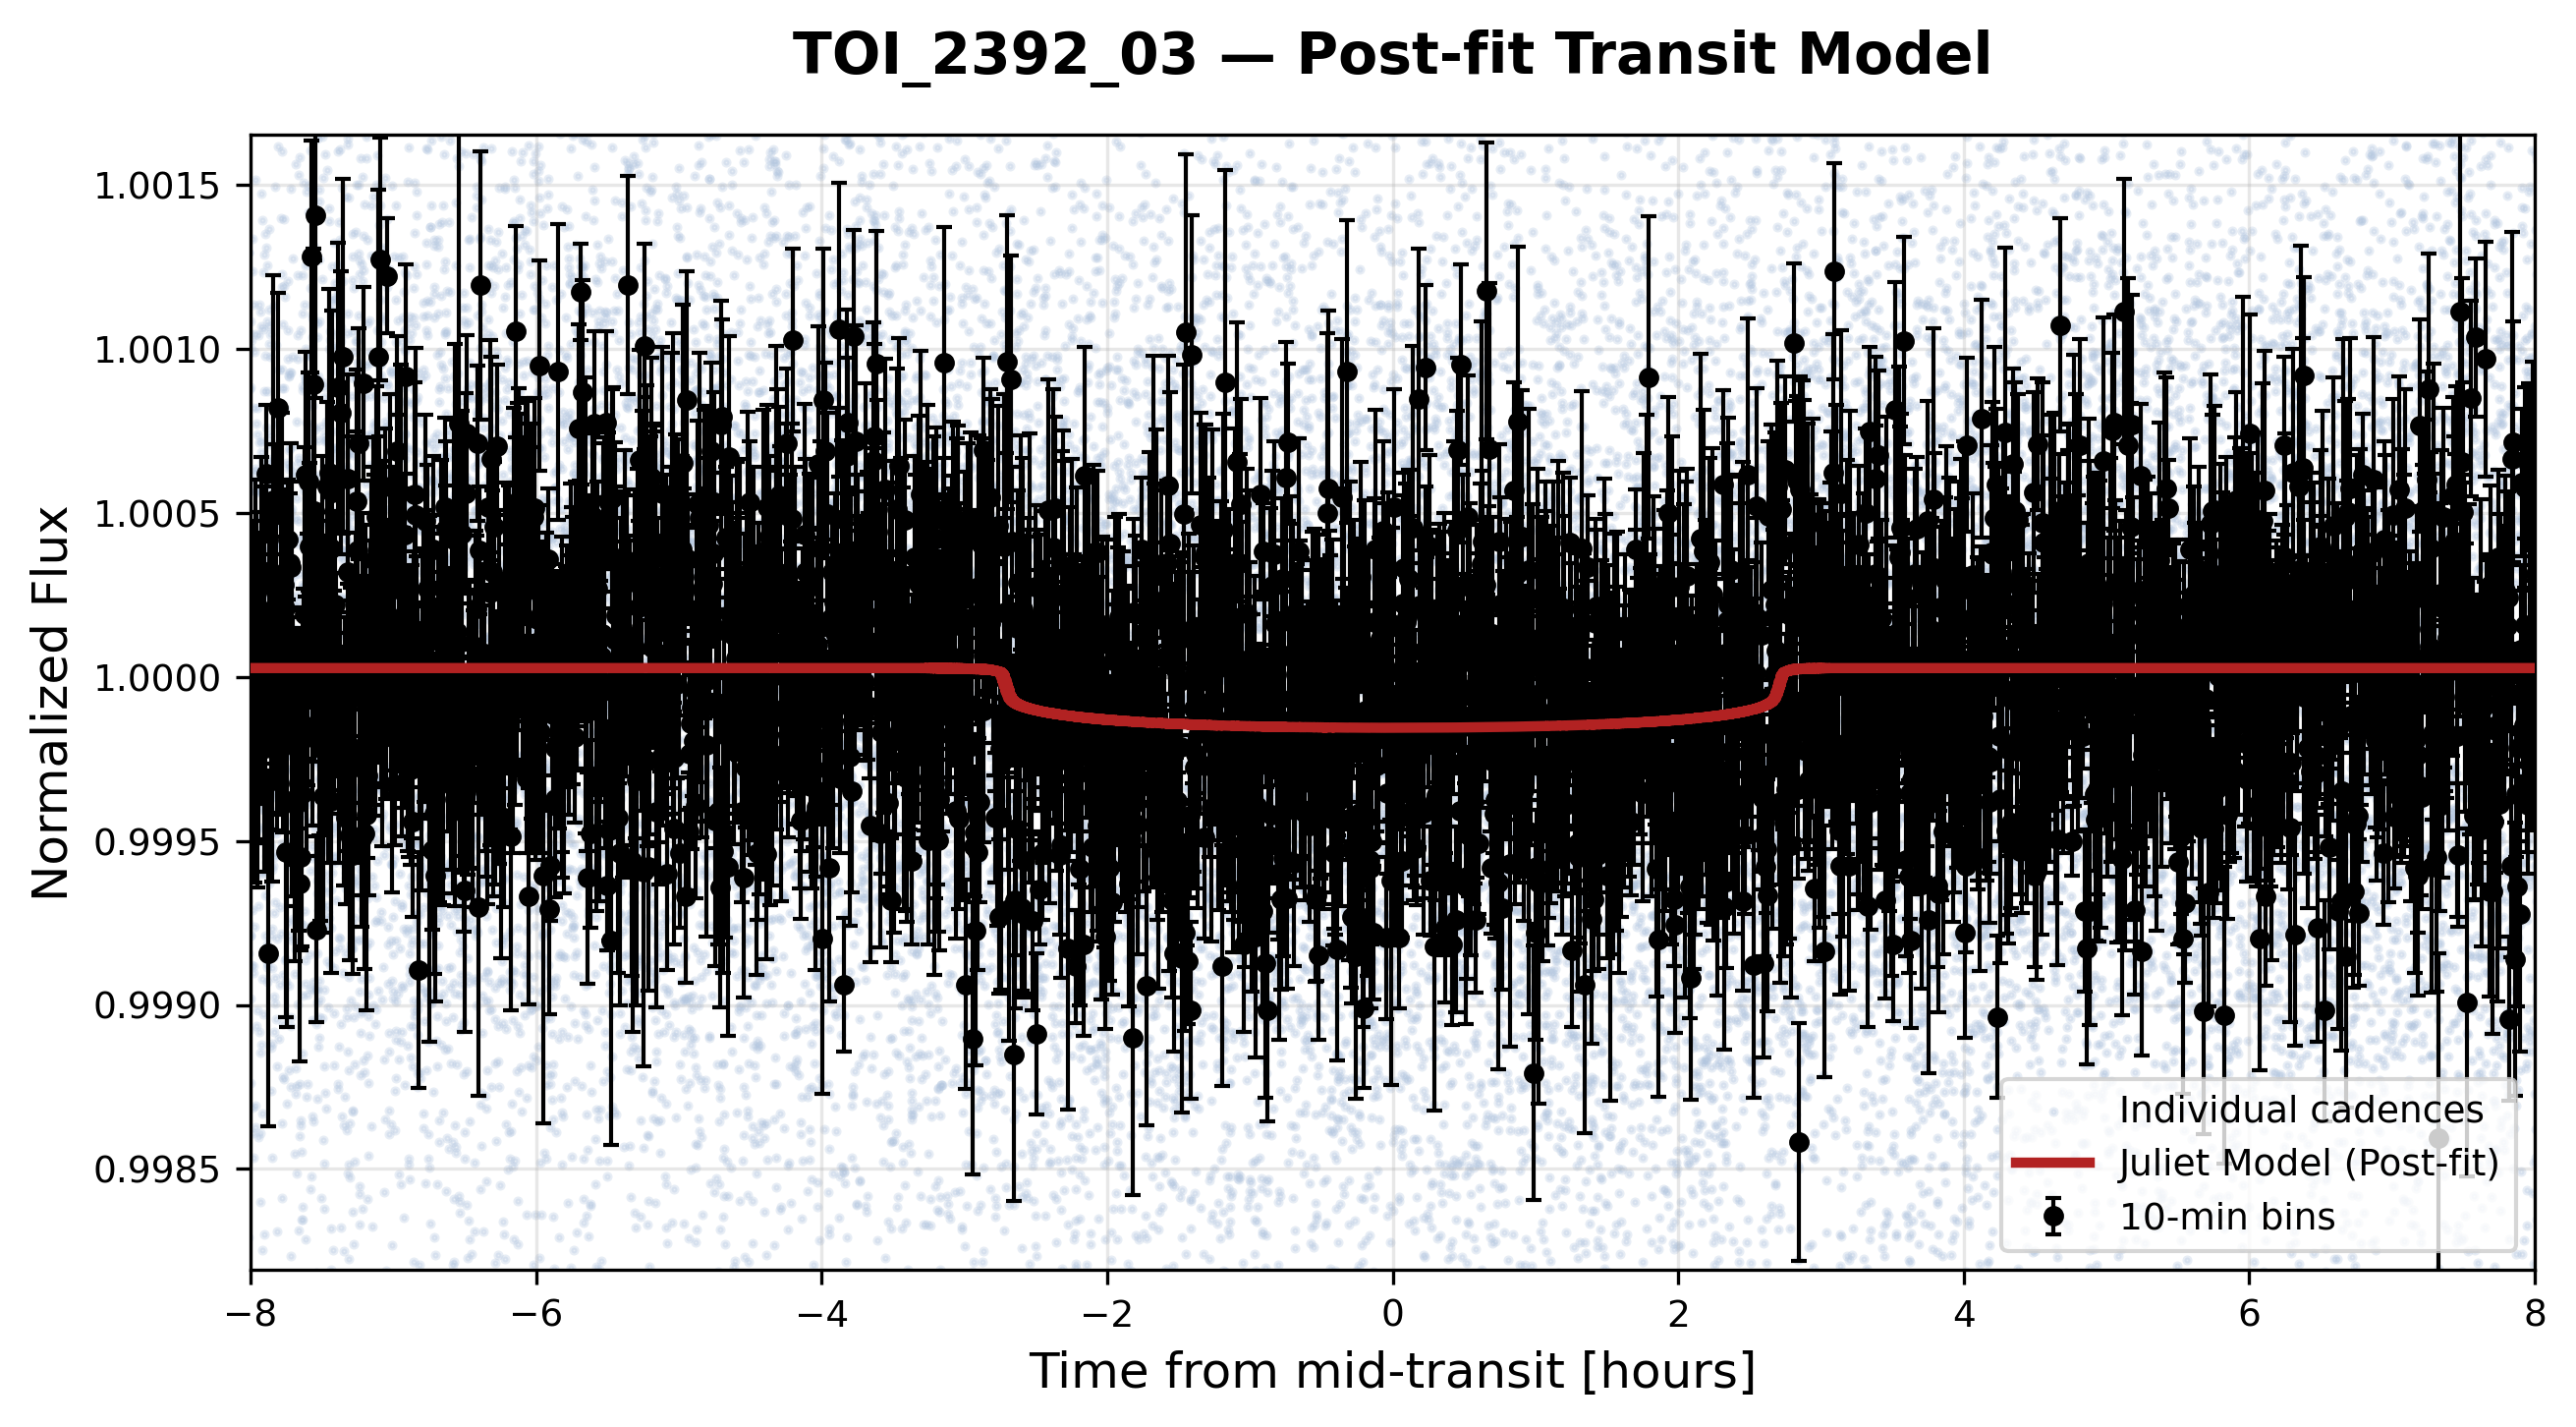 TOI_2392_03 — Post-fit Transit Model
Normalized Flux
1.0015
1.0010
1.0005
1.0000
0.9995
0.9990
0.9985
Individual cadences
Juliet Model (Post-fit)
10-min bins
−8 −6 −4 −2 0 2 4 6 8
Time from mid-transit [hours]